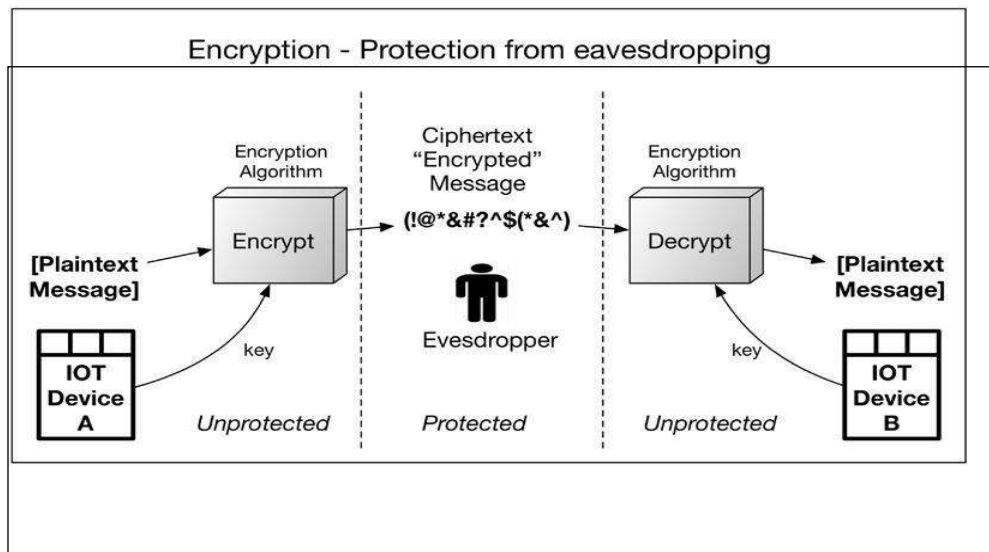 Encryption - Protection from eavesdropping
Encryption
Algorithm
Encrypt
[Plaintext
Message]
key
IOT
Device
A
Unprotected
Ciphertext
“Encrypted”
Message
(!@*&#?^$(*&^)
Evesdropper
Protected
Encryption
Algorithm
Decrypt
[Plaintext
Message]
key
IOT
Device
B
Unprotected